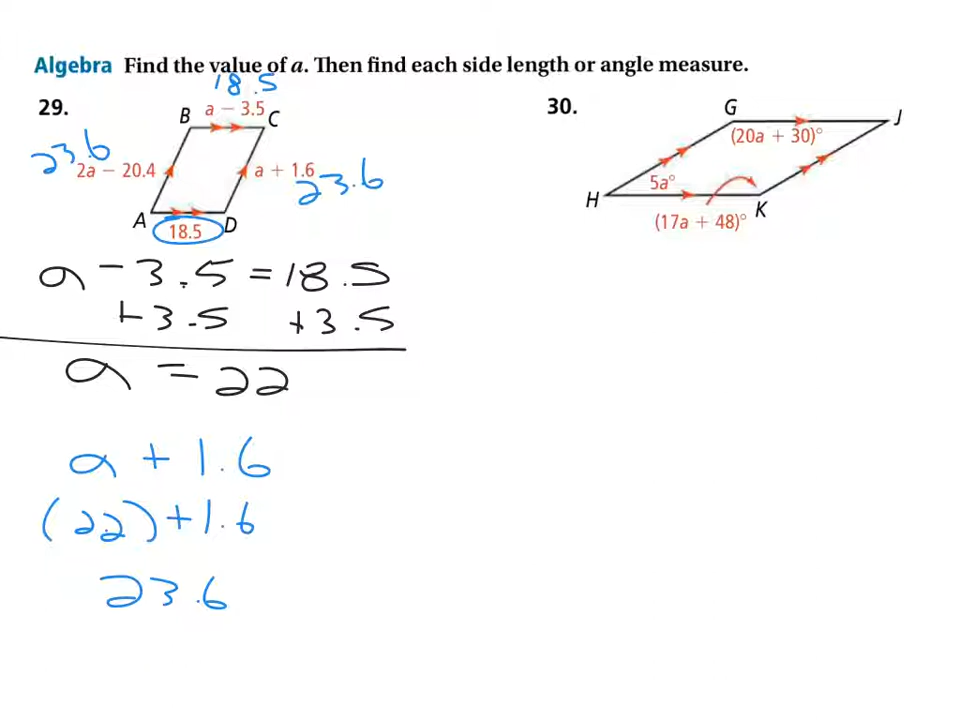 Algebra Find the value of a. Then find each side length or angle measure.
18.5
29.
B a − 3.5 C
23.6
2a − 20.4
a + 1.6
23.6
A 18.5 D
a - 3.5 = 18.5
+3.5 +3.5
a = 22
a + 1.6
(22) + 1.6
23.6
30.
G J
(20a + 30)°
5a°
H K
(17a + 48)°